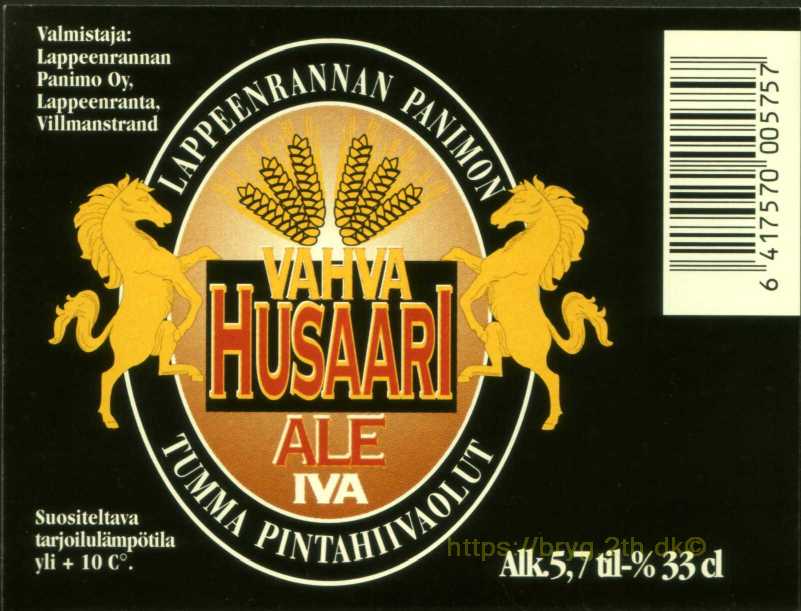 Valmistaja:
Lappeenrannan
Panimo Oy,
Lappeenranta,
Villmanstrand
LAPPEENRANNAN PANIMON
VAHVA
HUSAARI
ALE
IVA
TUMMA PINTAHIIVAOLUT
Suositeltava
tarjoilulämpötila
yli + 10 C°.
https://bryg.2th.dk©
Alk.5,7 til-% 33 cl
6 417570 005757